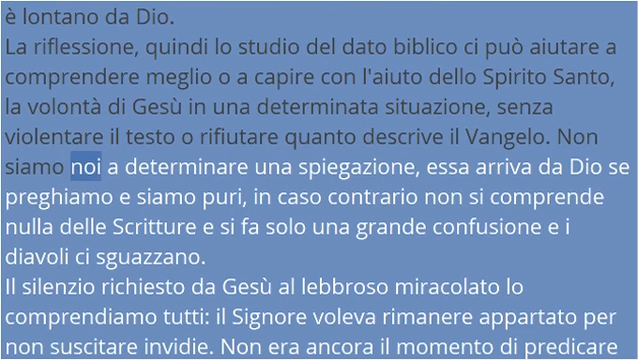 è lontano da Dio.
La riflessione, quindi lo studio del dato biblico ci può aiutare a
comprendere meglio o a capire con l'aiuto dello Spirito Santo,
la volontà di Gesù in una determinata situazione, senza
violentare il testo o rifiutare quanto descrive il Vangelo. Non
siamo noi a determinare una spiegazione, essa arriva da Dio se
preghiamo e siamo puri, in caso contrario non si comprende
nulla delle Scritture e si fa solo una grande confusione e i
diavoli ci sguazzano.
Il silenzio richiesto da Gesù al lebbroso miracolato lo
comprendiamo tutti: il Signore voleva rimanere appartato per
non suscitare invidie. Non era ancora il momento di predicare